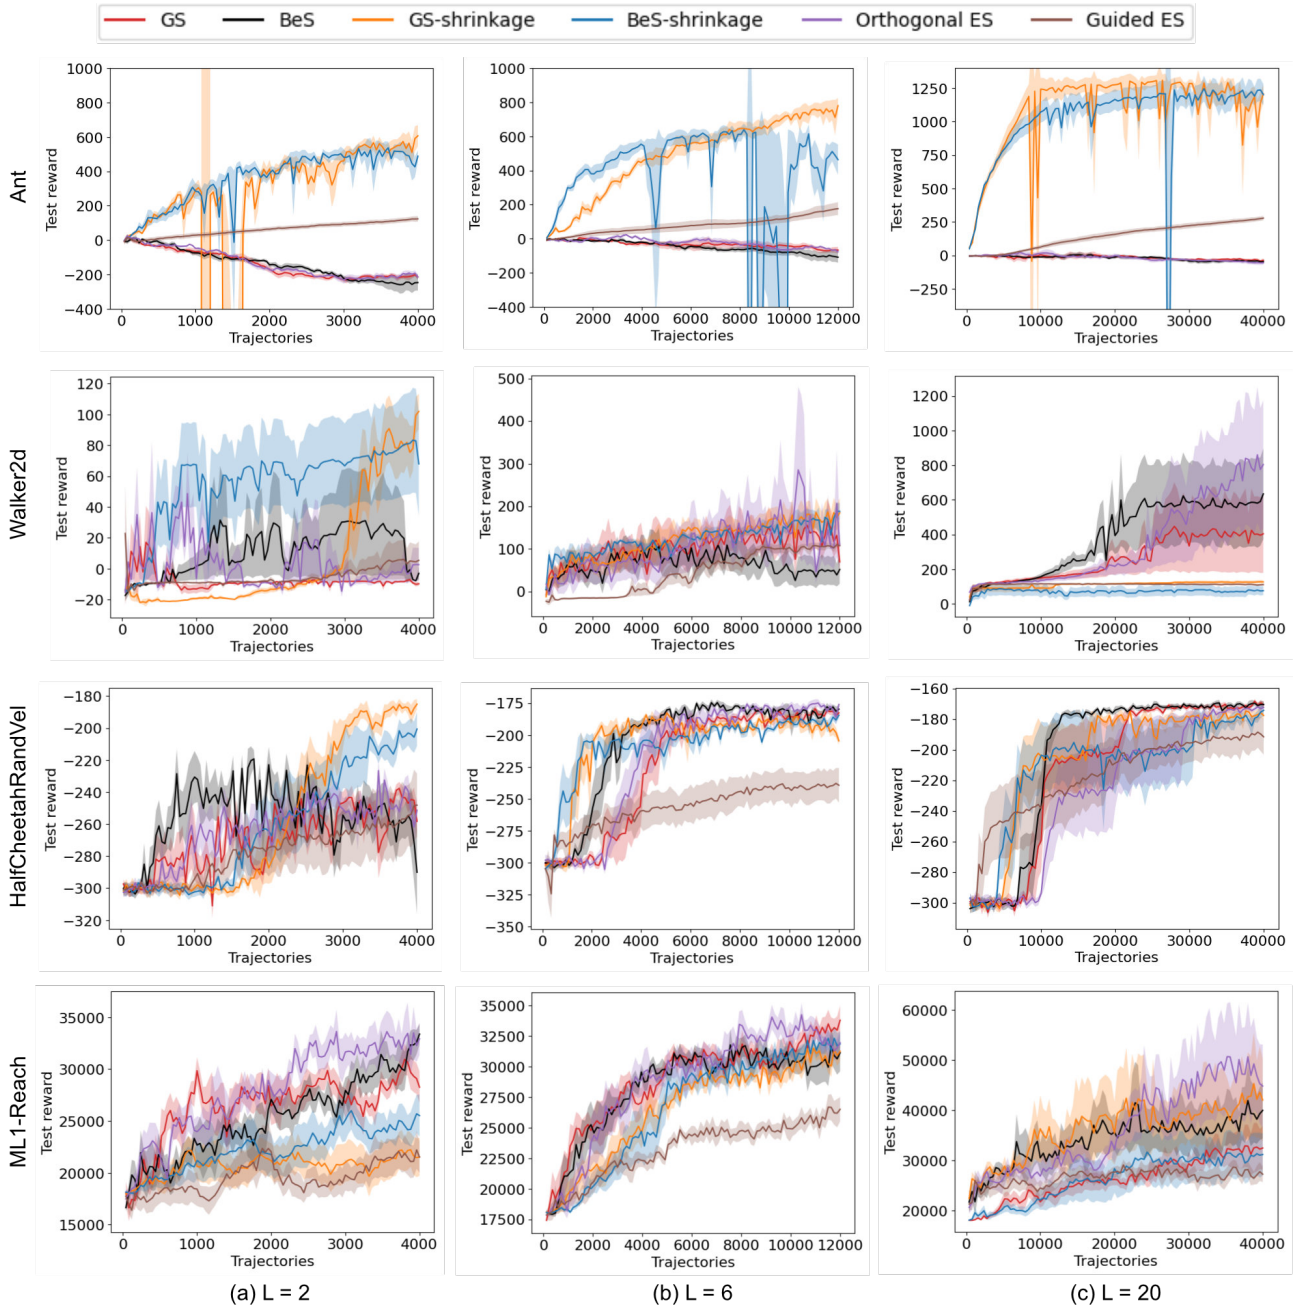 GS BeS GS-shrinkage BeS-shrinkage Orthogonal ES Guided ES
Ant
Test reward
1000
800
600
400
200
0
−200
−400
0 1000 2000 3000 4000
Trajectories
Test reward
1000
800
600
400
200
0
−200
−400
0 2000 4000 6000 8000 10000 12000
Trajectories
Test reward
1250
1000
750
500
250
0
−250
0 10000 20000 30000 40000
Trajectories
Walker2d
Test reward
120
100
80
60
40
20
0
−20
0 1000 2000 3000 4000
Trajectories
Test reward
500
400
300
200
100
0
0 2000 4000 6000 8000 10000 12000
Trajectories
Test reward
1200
1000
800
600
400
200
0
0 10000 20000 30000 40000
Trajectories
HalfCheetahRandVel
Test reward
−180
−200
−220
−240
−260
−280
−300
−320
0 1000 2000 3000 4000
Trajectories
Test reward
−175
−200
−225
−250
−275
−300
−325
−350
0 2000 4000 6000 8000 10000 12000
Trajectories
Test reward
−160
−180
−200
−220
−240
−260
−280
−300
0 10000 20000 30000 40000
Trajectories
ML1-Reach
Test reward
35000
30000
25000
20000
15000
0 1000 2000 3000 4000
Trajectories
Test reward
35000
32500
30000
27500
25000
22500
20000
17500
0 2000 4000 6000 8000 10000 12000
Trajectories
Test reward
60000
50000
40000
30000
20000
0 10000 20000 30000 40000
Trajectories
(a) L = 2
(b) L = 6
(c) L = 20